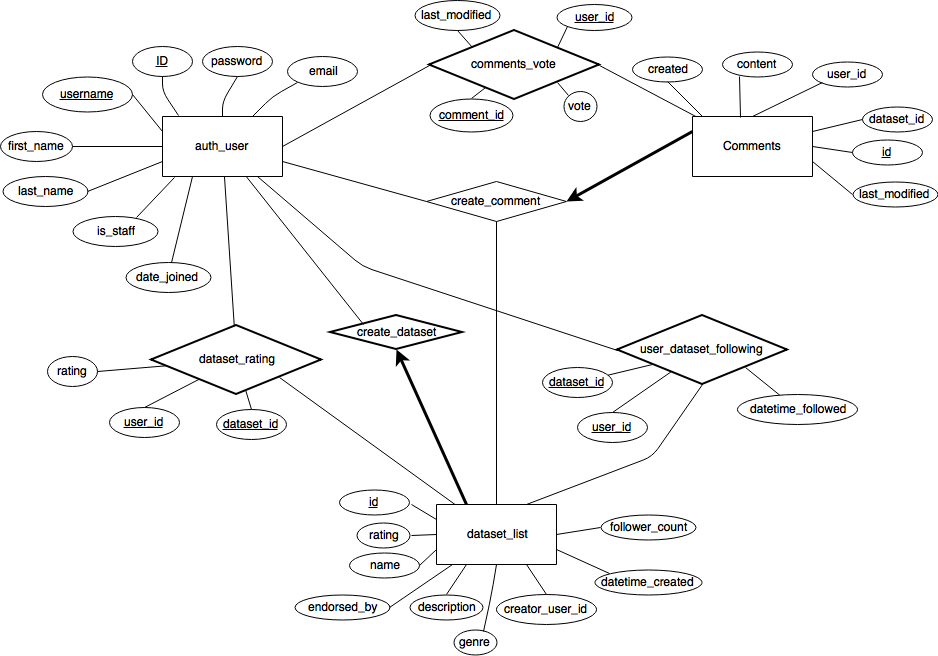 last_modified
user_id
ID
password
email
comments_vote
created
content
user_id
username
comment_id
vote
dataset_id
first_name
auth_user
Comments
id
last_name
create_comment
last_modified
is_staff
date_joined
create_dataset
dataset_rating
user_dataset_following
rating
dataset_id
datetime_followed
user_id
dataset_id
user_id
id
rating
dataset_list
follower_count
name
datetime_created
endorsed_by
description
creator_user_id
genre